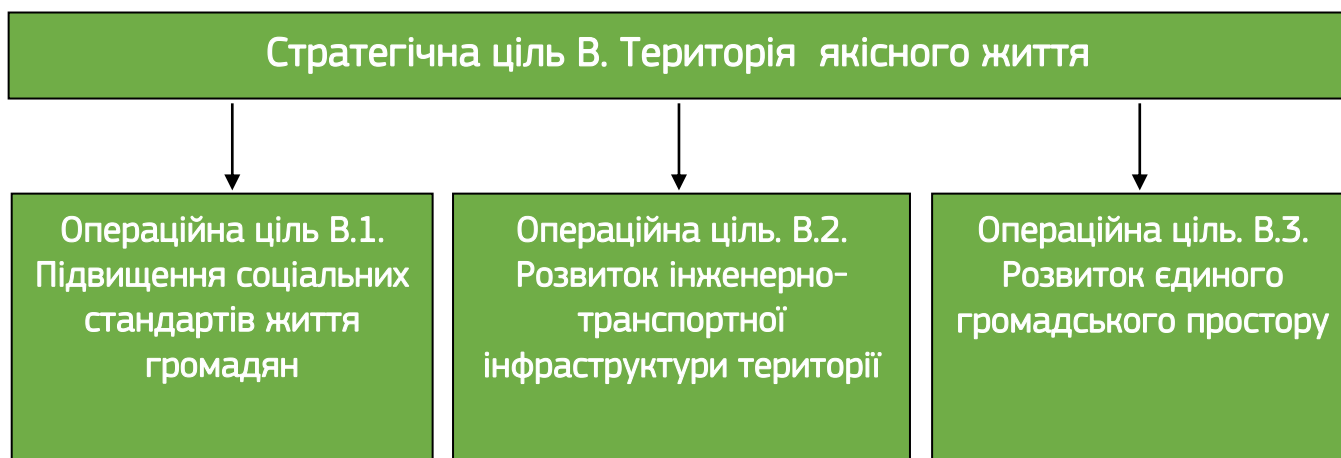 Стратегічна ціль В. Територія якісного життя
Операційна ціль В.1.
Підвищення соціальних
стандартів життя
громадян
Операційна ціль. В.2.
Розвиток інженерно-
транспортної
інфраструктури території
Операційна ціль. В.3.
Розвиток єдиного
громадського простору